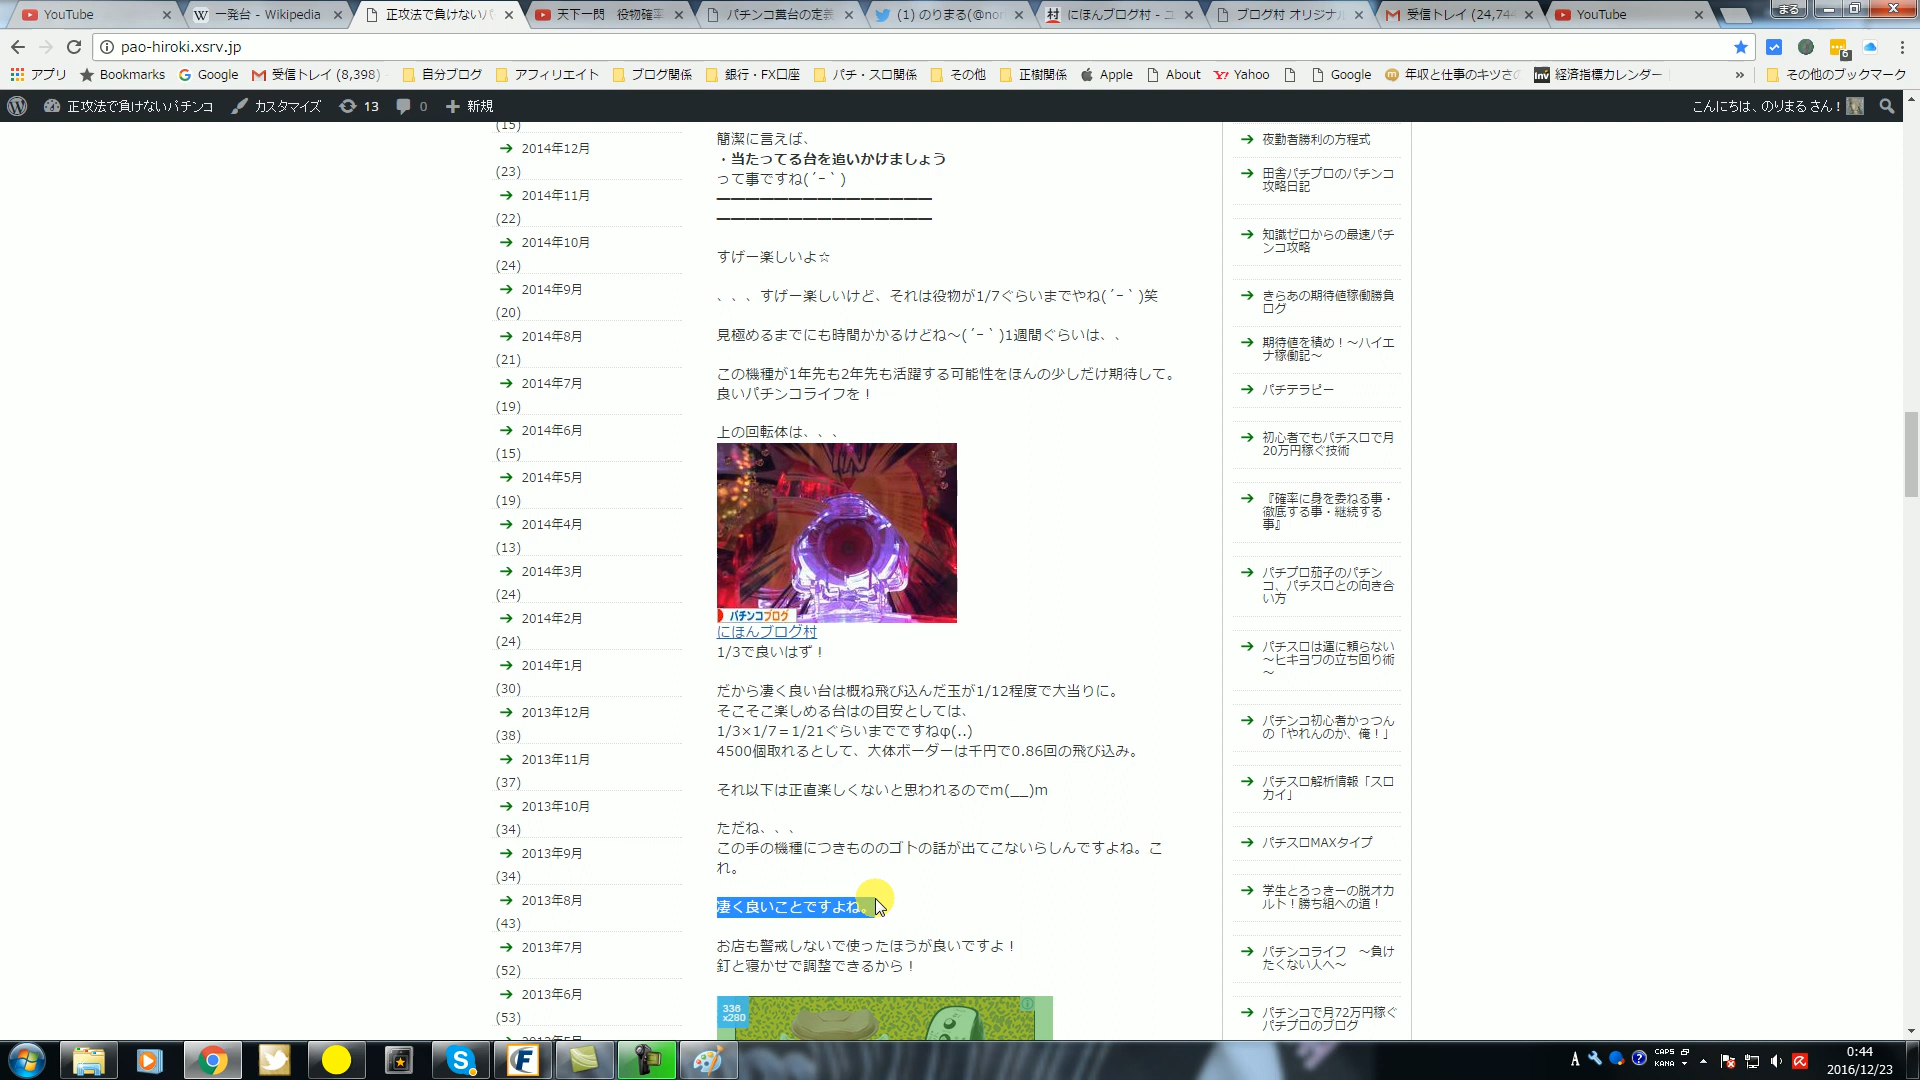 YouTube
一発台 - Wikipedia
正攻法で負けないパ
天下一閃　役物確率
パチンコ糞台の定義
(1) のりまる(@nor
にほんブログ村 - ユ
ブログ村 オリジナル
受信トレイ (24,744
YouTube
まる
pao-hiroki.xsrv.jp
アプリ
Bookmarks
Google
受信トレイ (8,398)
自分ブログ
アフィリエイト
ブログ関係
銀行・FX口座
パチ・スロ関係
その他
正樹関係
Apple
About
Yahoo
Google
年収と仕事のキツさの
経済指標カレンダー
»
その他のブックマーク
正攻法で負けないパチンコ
カスタマイズ
13
0
新規
こんにちは、のりまる さん！
(15)
2014年12月
(23)
2014年11月
(22)
2014年10月
(24)
2014年9月
(20)
2014年8月
(21)
2014年7月
(19)
2014年6月
(15)
2014年5月
(19)
2014年4月
(13)
2014年3月
(24)
2014年2月
(24)
2014年1月
(30)
2013年12月
(38)
2013年11月
(37)
2013年10月
(34)
2013年9月
(34)
2013年8月
(43)
2013年7月
(52)
2013年6月
(53)
簡潔に言えば、
・当たってる台を追いかけましょう
って事ですね(´ｰ｀)
ーーーーーーーーーーーーーーー
ーーーーーーーーーーーーーーー
すげー楽しいよ☆
、、、すげー楽しいけど、それは役物が1/7ぐらいまでやね(´ｰ｀)笑
見極めるまでにも時間かかるけどね～(´ｰ｀)1週間ぐらいは、、
この機種が1年先も2年先も活躍する可能性をほんの少しだけ期待して。
良いパチンコライフを！
上の回転体は、、、
パチンコブログ
にほんブログ村
1/3で良いはず！
だから凄く良い台は概ね飛び込んだ玉が1/12程度で大当りに。
そこそこ楽しめる台はの目安としては、
1/3×1/7＝1/21ぐらいまでですねφ(..)
4500個取れるとして、大体ボーダーは千円で0.86回の飛び込み。
それ以下は正直楽しくないと思われるのでm(__)m
ただね、、、
この手の機種につきもののゴトの話が出てこないらしんですよね。こ
れ。
凄く良いことですよね。
お店も警戒しないで使ったほうが良いですよ！
釘と寝かせで調整できるから！
336
x280
夜勤者勝利の方程式
田舎パチプロのパチンコ
攻略日記
知識ゼロからの最速パチ
ンコ攻略
きらあの期待値稼働勝負
ログ
期待値を積め！～ハイエ
ナ稼働記～
パチテラピー
初心者でもパチスロで月
20万円稼ぐ技術
『確率に身を委ねる事・
徹底する事・継続する
事』
パチプロ茄子のパチン
コ、パチスロとの向き合
い方
パチスロは運に頼らない
～ヒキヨワの立ち回り術
～
パチンコ初心者かっつん
の「やれんのか、俺！」
パチスロ解析情報「スロ
カイ」
パチスロMAXタイプ
学生とろっきーの脱オカ
ルト！勝ち組への道！
パチンコライフ　～負け
たくない人へ～
パチンコで月72万円稼ぐ
パチプロのブログ
A
CAPS
KANA
0:44
2016/12/23